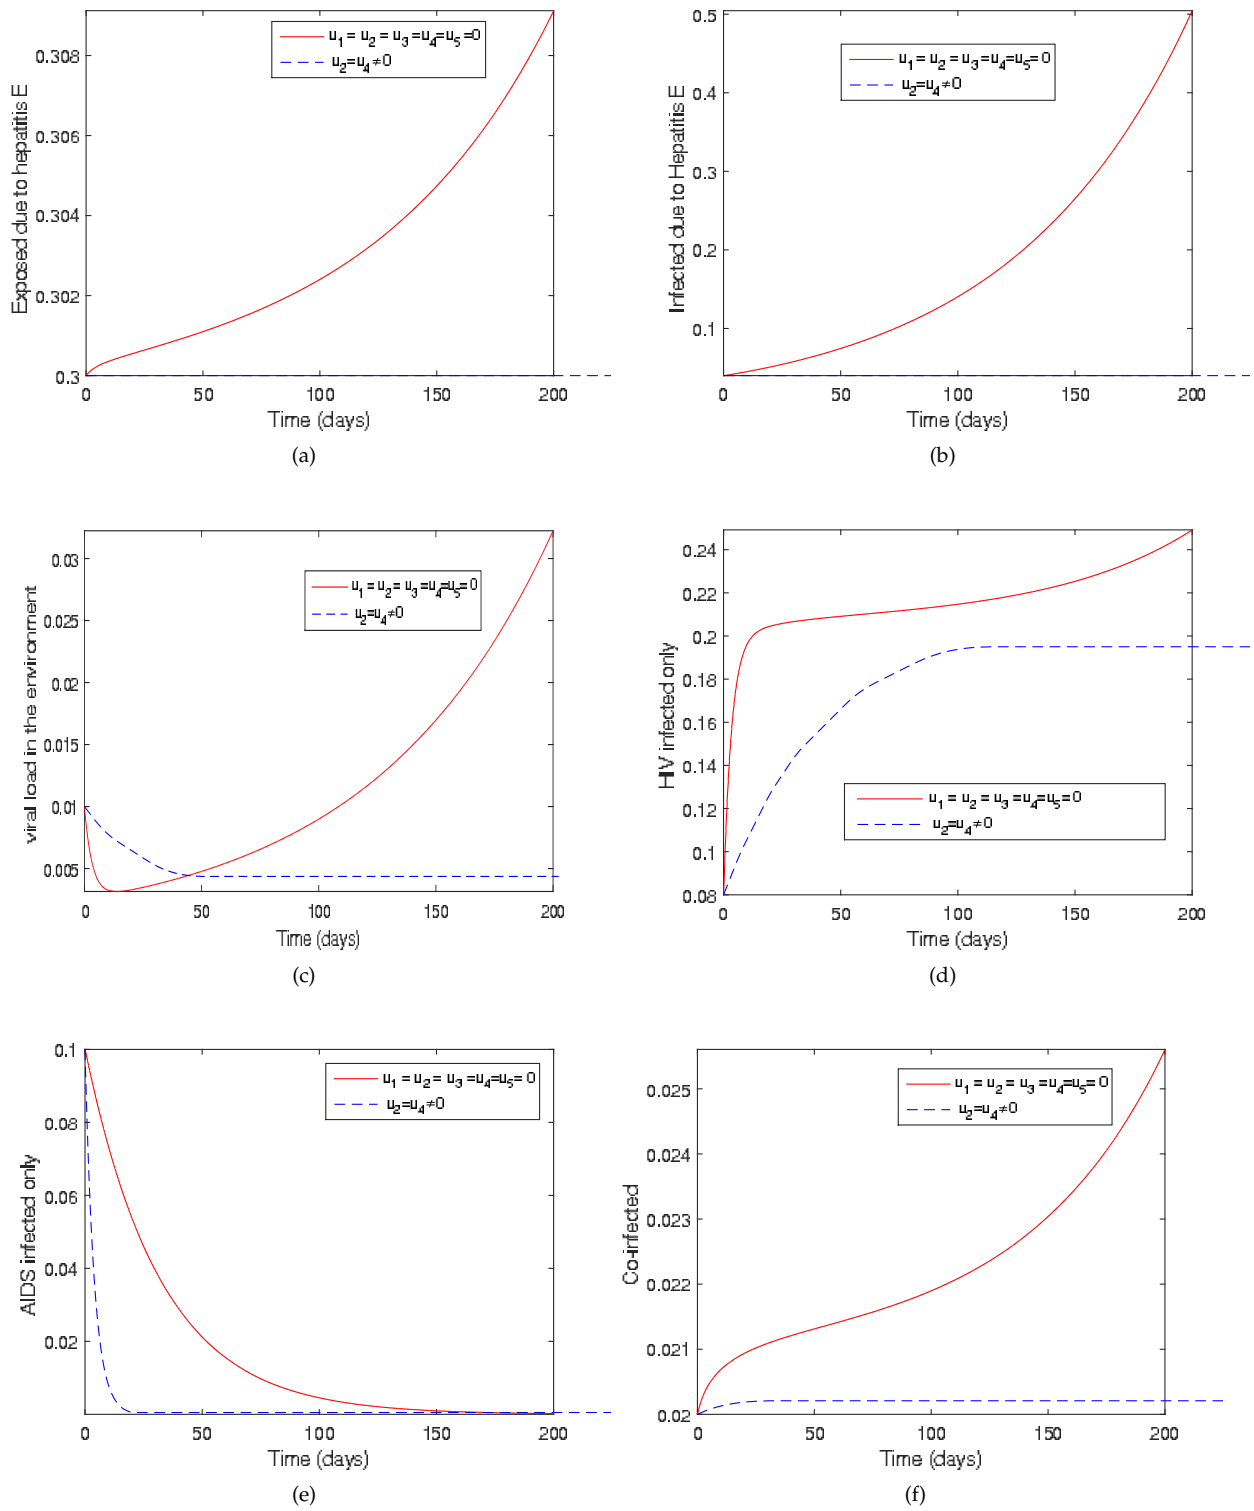 Exposed due to hepatitis E
0.308
0.306
0.304
0.302
0.3
u1 = u2 = u3 =u4=u5=0
u2=u4≠0
0 50 100 150 200
Time (days)
(a)
Infected due to Hepatitis E
0.5
0.4
0.3
0.2
0.1
u1 = u2 = u3 =u4=u5=0
u2=u4≠0
0 50 100 150 200
Time (days)
(b)
viral load in the environment
0.03
0.025
0.02
0.015
0.01
0.005
u1 = u2 = u3 =u4=u5=0
u2=u4≠0
0 50 100 150 200
Time (days)
(c)
HIV infected only
0.24
0.22
0.2
0.18
0.16
0.14
0.12
0.1
0.08
u1 = u2 = u3 =u4=u5=0
u2=u4≠0
0 50 100 150 200
Time (days)
(d)
AIDS infected only
0.1
0.08
0.06
0.04
0.02
u1 = u2 = u3 =u4=u5= 0
u2=u4≠0
0 50 100 150 200
Time (days)
(e)
Co-infected
0.025
0.024
0.023
0.022
0.021
0.02
u1 = u2 = u3 =u4=u5= 0
u2=u4≠0
0 50 100 150 200
Time (days)
(f)